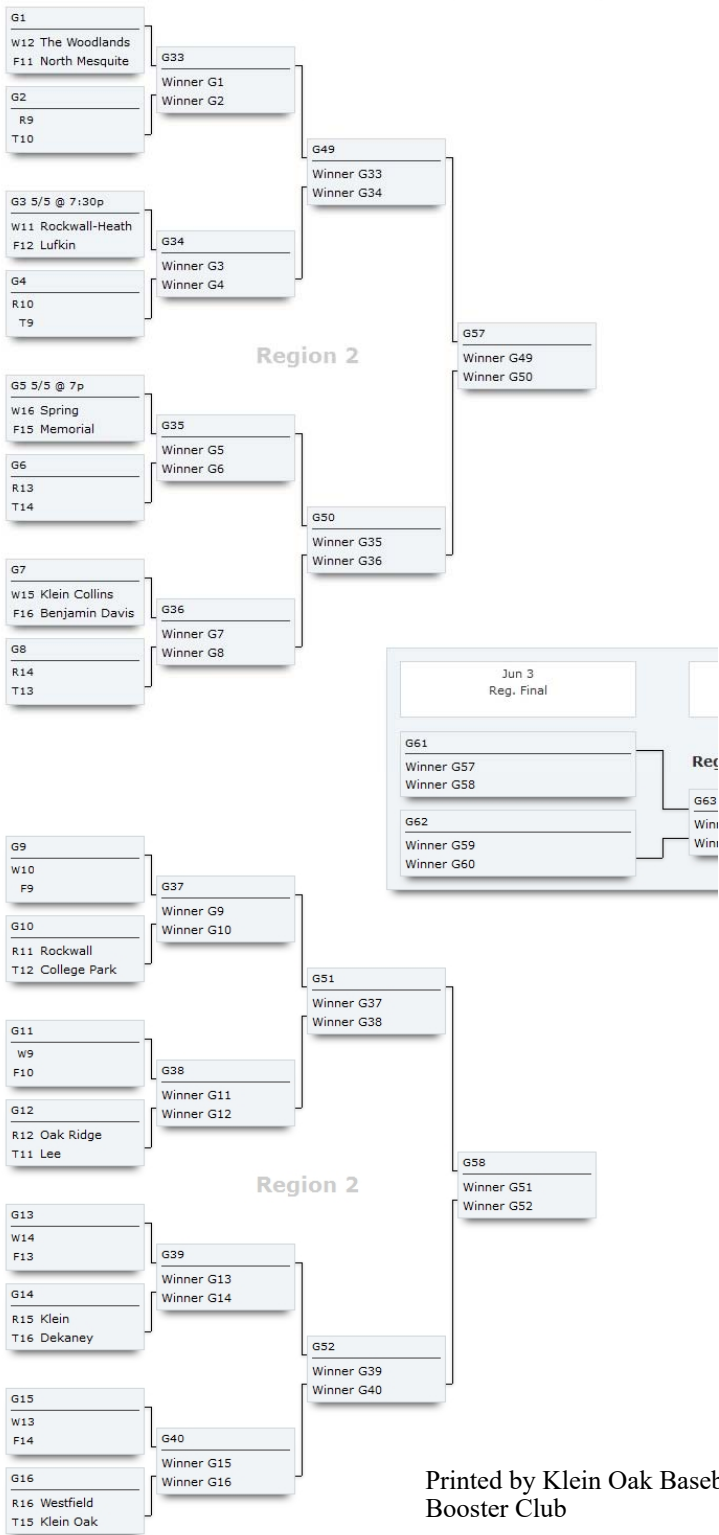 G1
W12 The Woodlands
F11 North Mesquite
G2
R9
T10
G33
Winner G1
Winner G2
G3 5/5 @ 7:30p
W11 Rockwall-Heath
F12 Lufkin
G4
R10
T9
G34
Winner G3
Winner G4
G49
Winner G33
Winner G34
Region 2
G5 5/5 @ 7p
W16 Spring
F15 Memorial
G6
R13
T14
G35
Winner G5
Winner G6
G7
W15 Klein Collins
F16 Benjamin Davis
G8
R14
T13
G36
Winner G7
Winner G8
G50
Winner G35
Winner G36
G57
Winner G49
Winner G50
Jun 3
Reg. Final
G61
Winner G57
Winner G58
G62
Winner G59
Winner G60
G63
G9
W10
F9
G10
R11 Rockwall
T12 College Park
G37
Winner G9
Winner G10
G11
W9
F10
G12
R12 Oak Ridge
T11 Lee
G38
Winner G11
Winner G12
G51
Winner G37
Winner G38
Region 2
G13
W14
F13
G14
R15 Klein
T16 Dekaney
G39
Winner G13
Winner G14
G15
W13
F14
G16
R16 Westfield
T15 Klein Oak
G40
Winner G15
Winner G16
G52
Winner G39
Winner G40
G58
Winner G51
Winner G52
Printed by Klein Oak
Booster Club